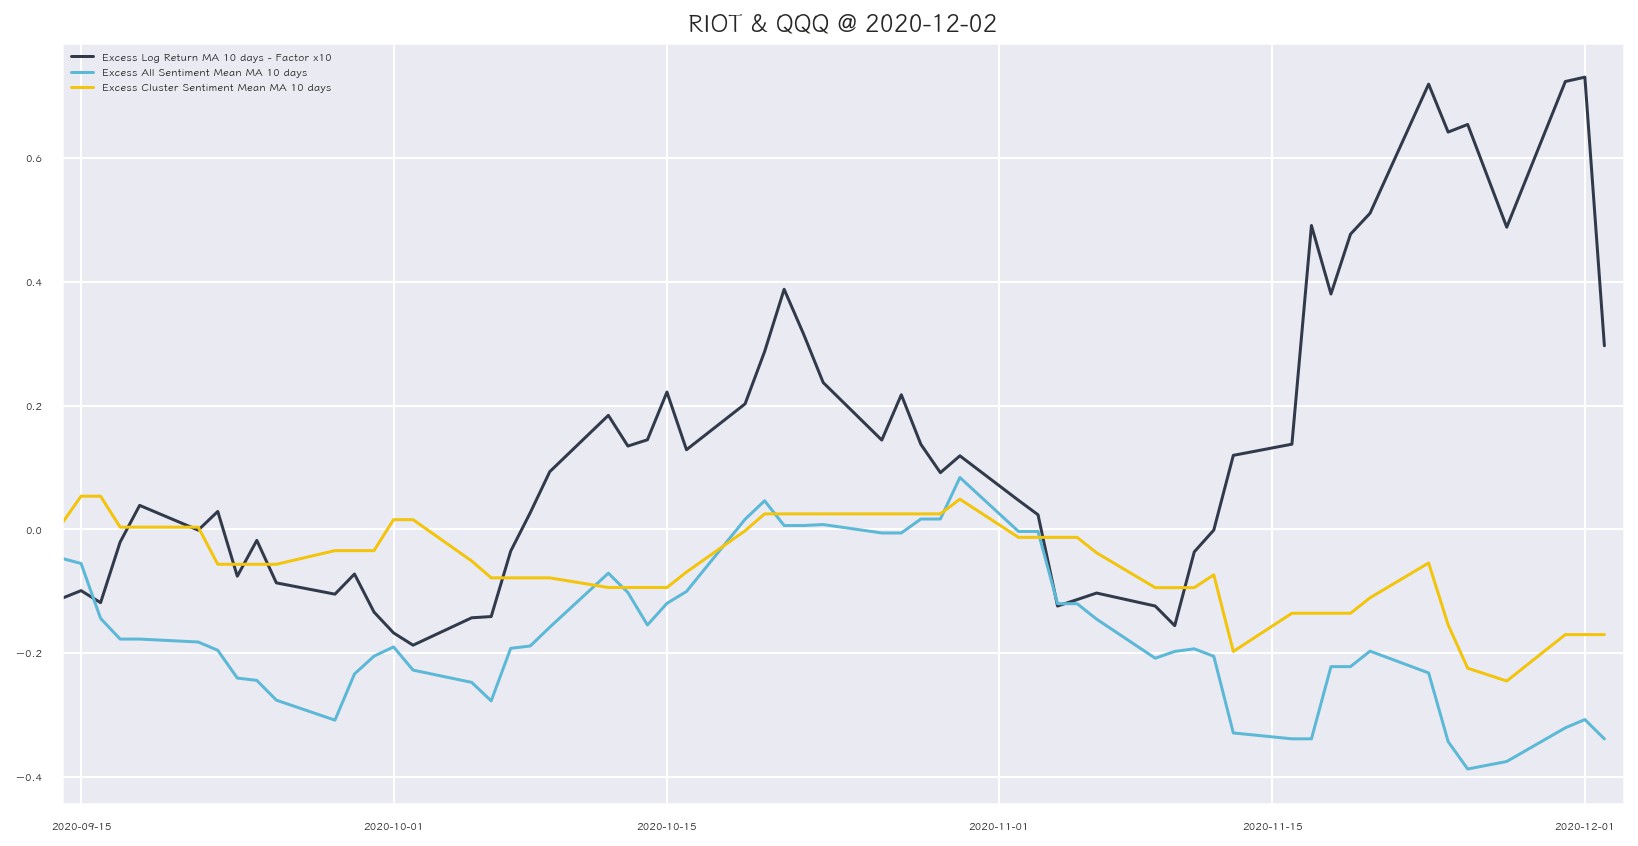 RIOT & QQQ @ 2020-12-02
Excess Log Return MA 10 days - Factor x10
Excess All Sentiment Mean MA 10 days
Excess Cluster Sentiment Mean MA 10 days
0.6
0.4
0.2
0.0
−0.2
−0.4
2020-09-15 2020-10-01 2020-10-15 2020-11-01 2020-11-15 2020-12-01